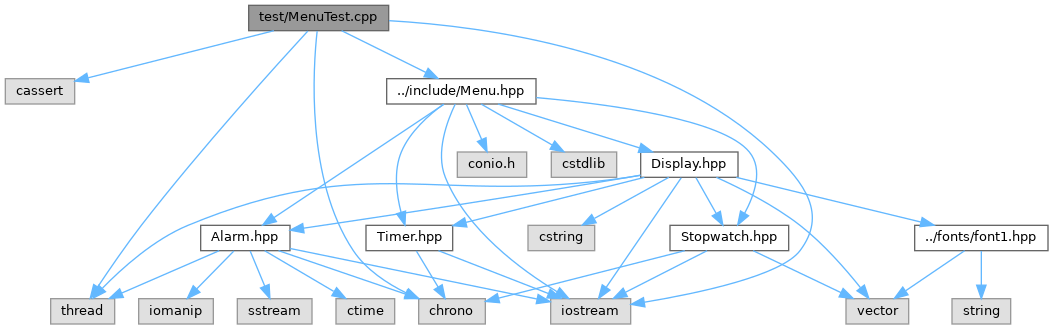 test/MenuTest.cpp
cassert
../include/Menu.hpp
conio.h
cstdlib
Display.hpp
Alarm.hpp
Timer.hpp
cstring
Stopwatch.hpp
../fonts/font1.hpp
thread
iomanip
sstream
ctime
chrono
iostream
vector
string